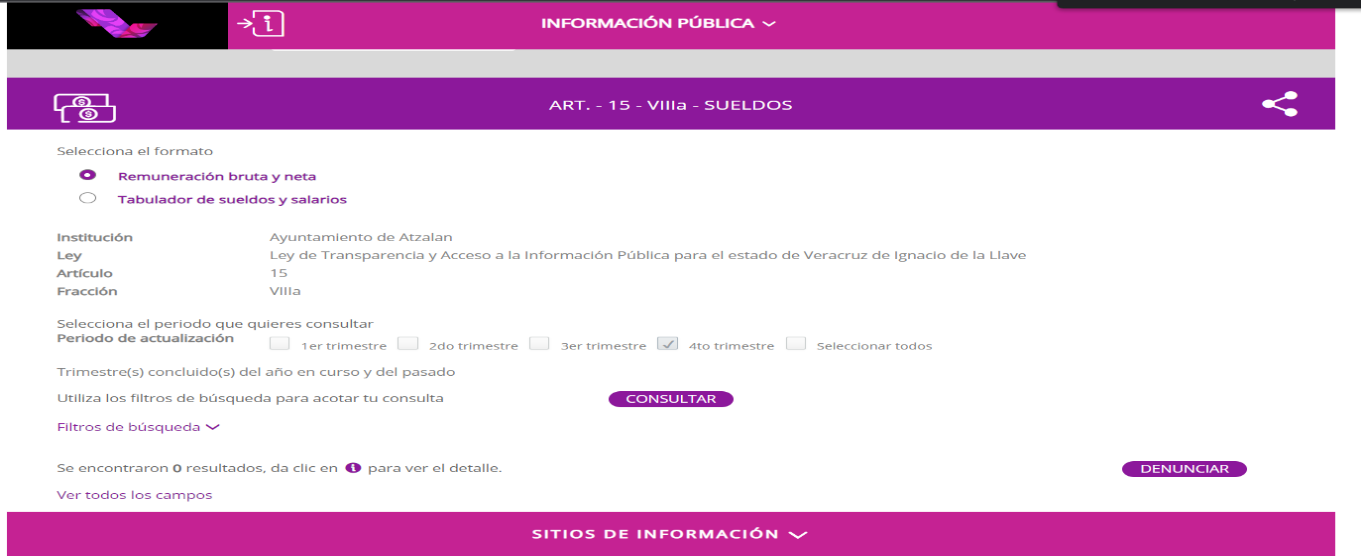 INFORMACIÓN PÚBLICA
ART. - 15 - VIIIa - SUELDOS
Selecciona el formato
Remuneración bruta y neta
Tabulador de sueldos y salarios
Institución Ayuntamiento de Atzalan
Ley Ley de Transparencia y Acceso a la Información Pública para el estado de Veracruz de Ignacio de la Llave
Artículo 15
Fracción VIIIa
Selecciona el periodo que quieres consultar
Periodo de actualización 1er trimestre 2do trimestre 3er trimestre 4to trimestre Seleccionar todos
Trimestre(s) concluido(s) del año en curso y del pasado
Utiliza los filtros de búsqueda para acotar tu consulta CONSULTAR
Filtros de búsqueda
Se encontraron 0 resultados, da clic en i para ver el detalle. DENUNCIAR
Ver todos los campos
SITIOS DE INFORMACIÓN